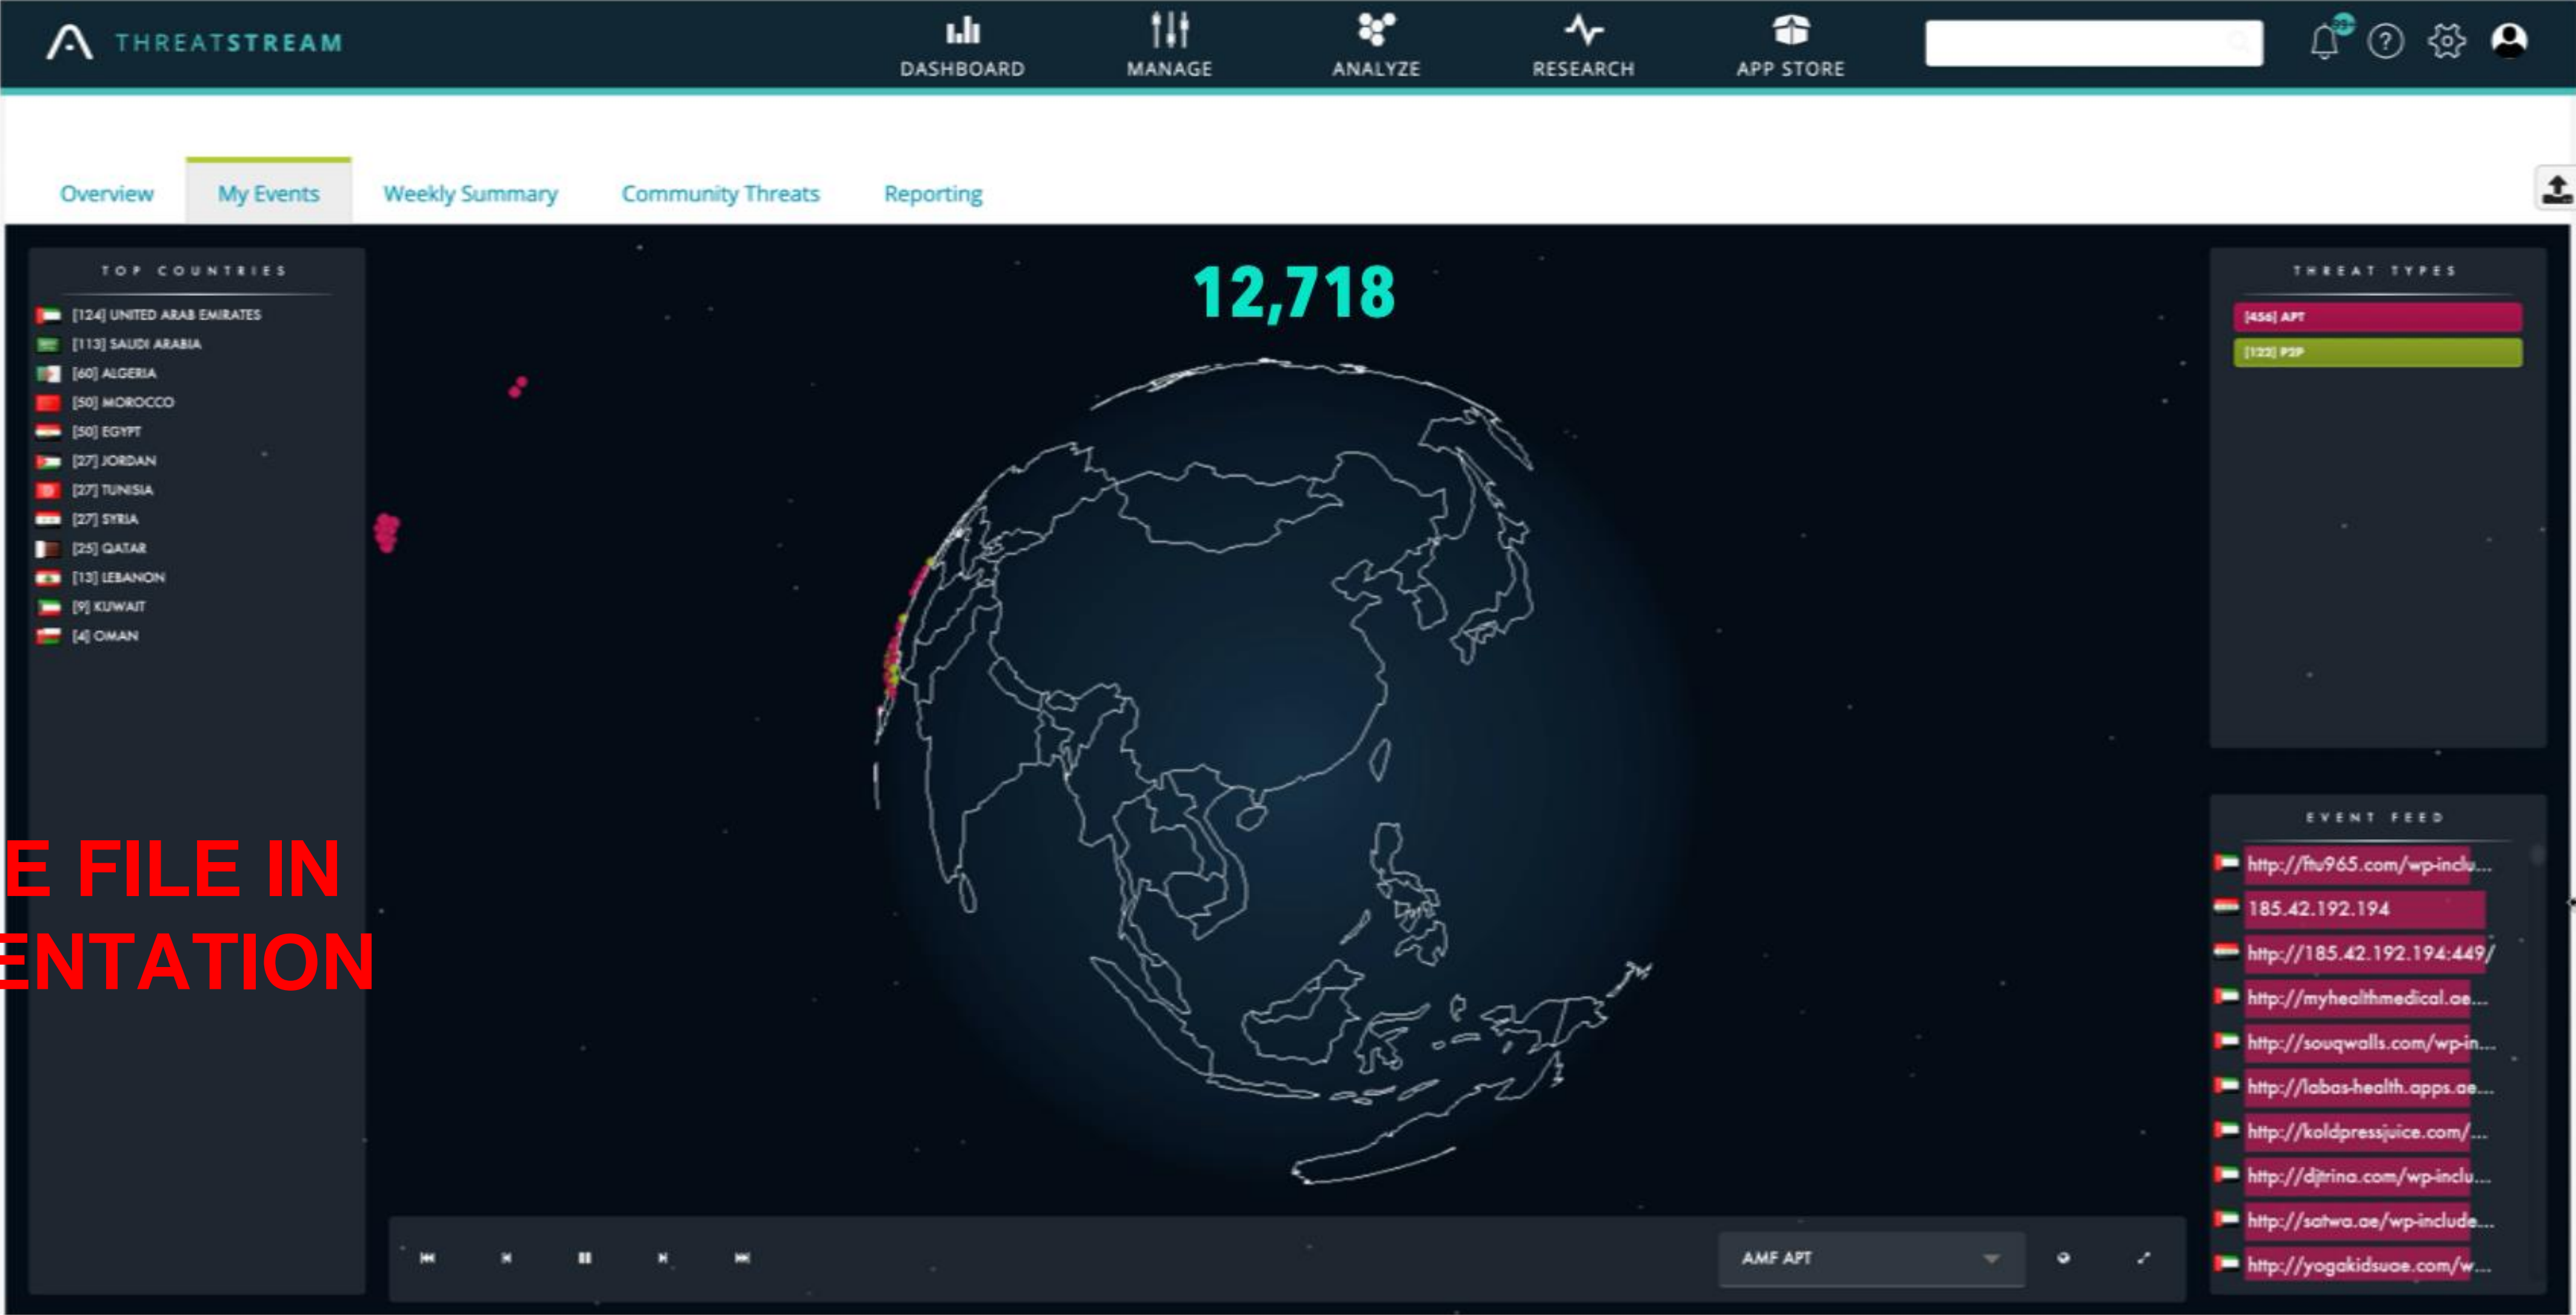 THREATSTREAM
DASHBOARD
MANAGE
ANALYZE
RESEARCH
APP STORE
Overview
My Events
Weekly Summary
Community Threats
Reporting
TOP COUNTRIES
[124] UNITED ARAB EMIRATES
[113] SAUDI ARABIA
[60] ALGERIA
[50] MOROCCO
[50] EGYPT
[27] JORDAN
[27] TUNISIA
[27] SYRIA
[25] QATAR
[13] LEBANON
[9] KUWAIT
[4] OMAN
E FILE IN
ENTATION
12,718
AMF APT
THREAT TYPES
[456] APT
[122] P2P
EVENT FEED
185.42.192.194
http://185.42.192.194:449/
http://myhealthmedical.ae...
http://souqwalls.com/wp-in...
http://labas-health.apps.ae...
http://koldpressjuice.com/...
http://djtrina.com/wp-inclu...
http://satwa.ae/wp-include...
http://yogakidsuae.com/w...